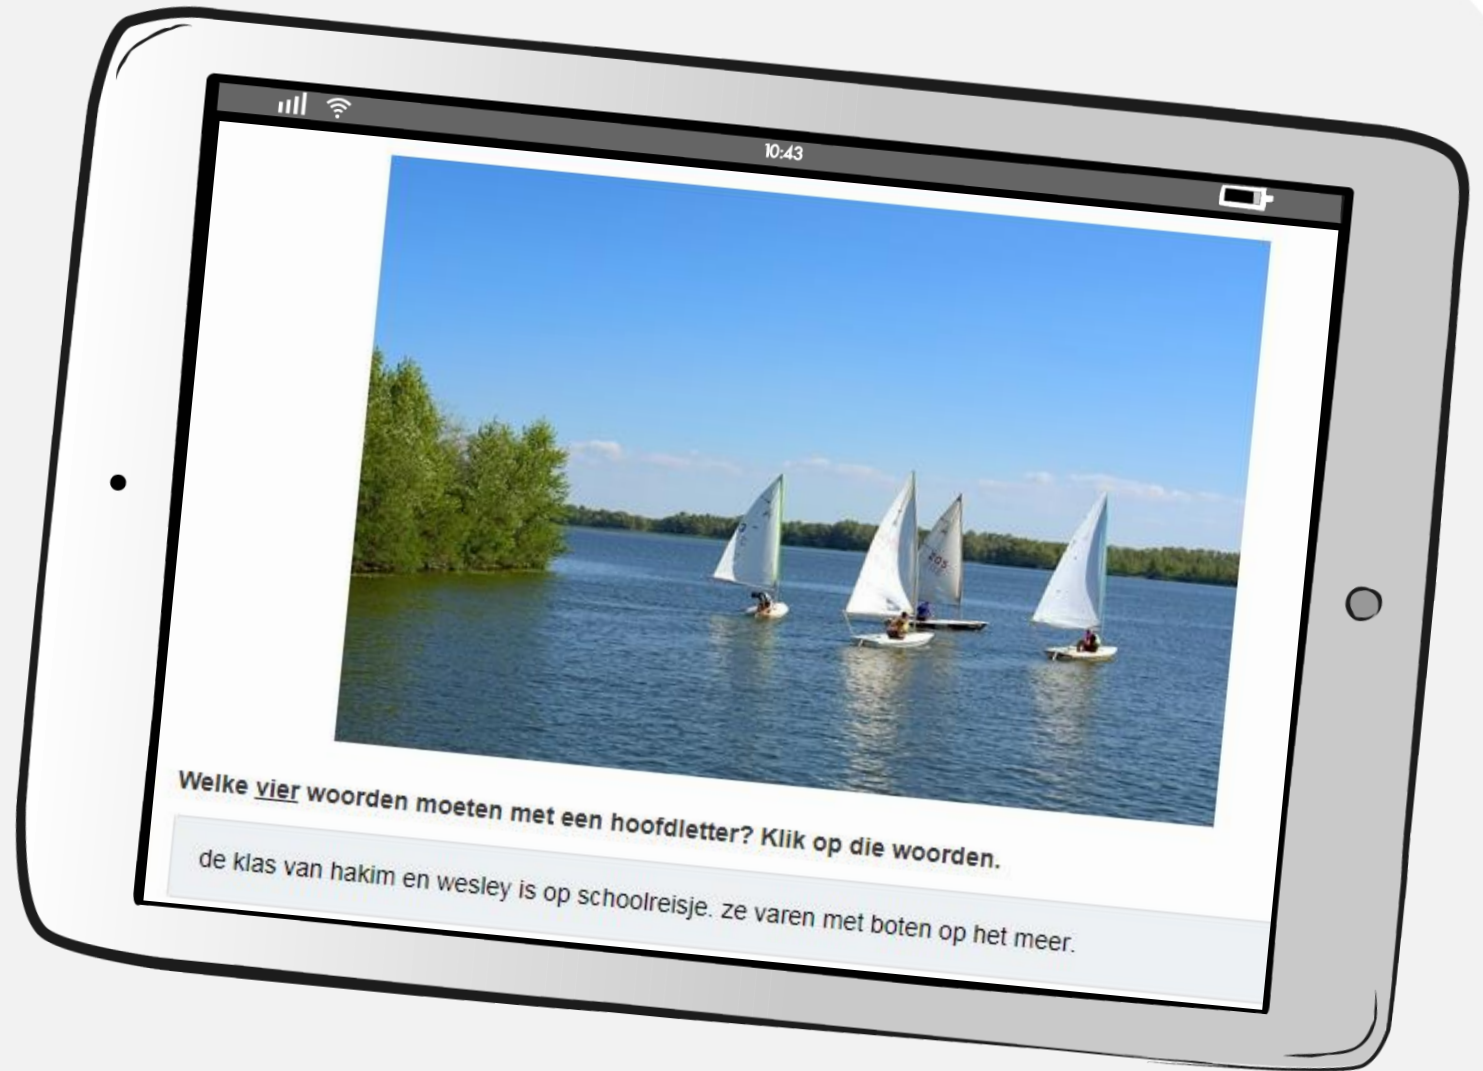 10:43
205
Welke vier woorden moeten met een hoofdletter? Klik op die woorden.
de klas van hakim en wesley is op schoolreisje. ze varen met boten op het meer.